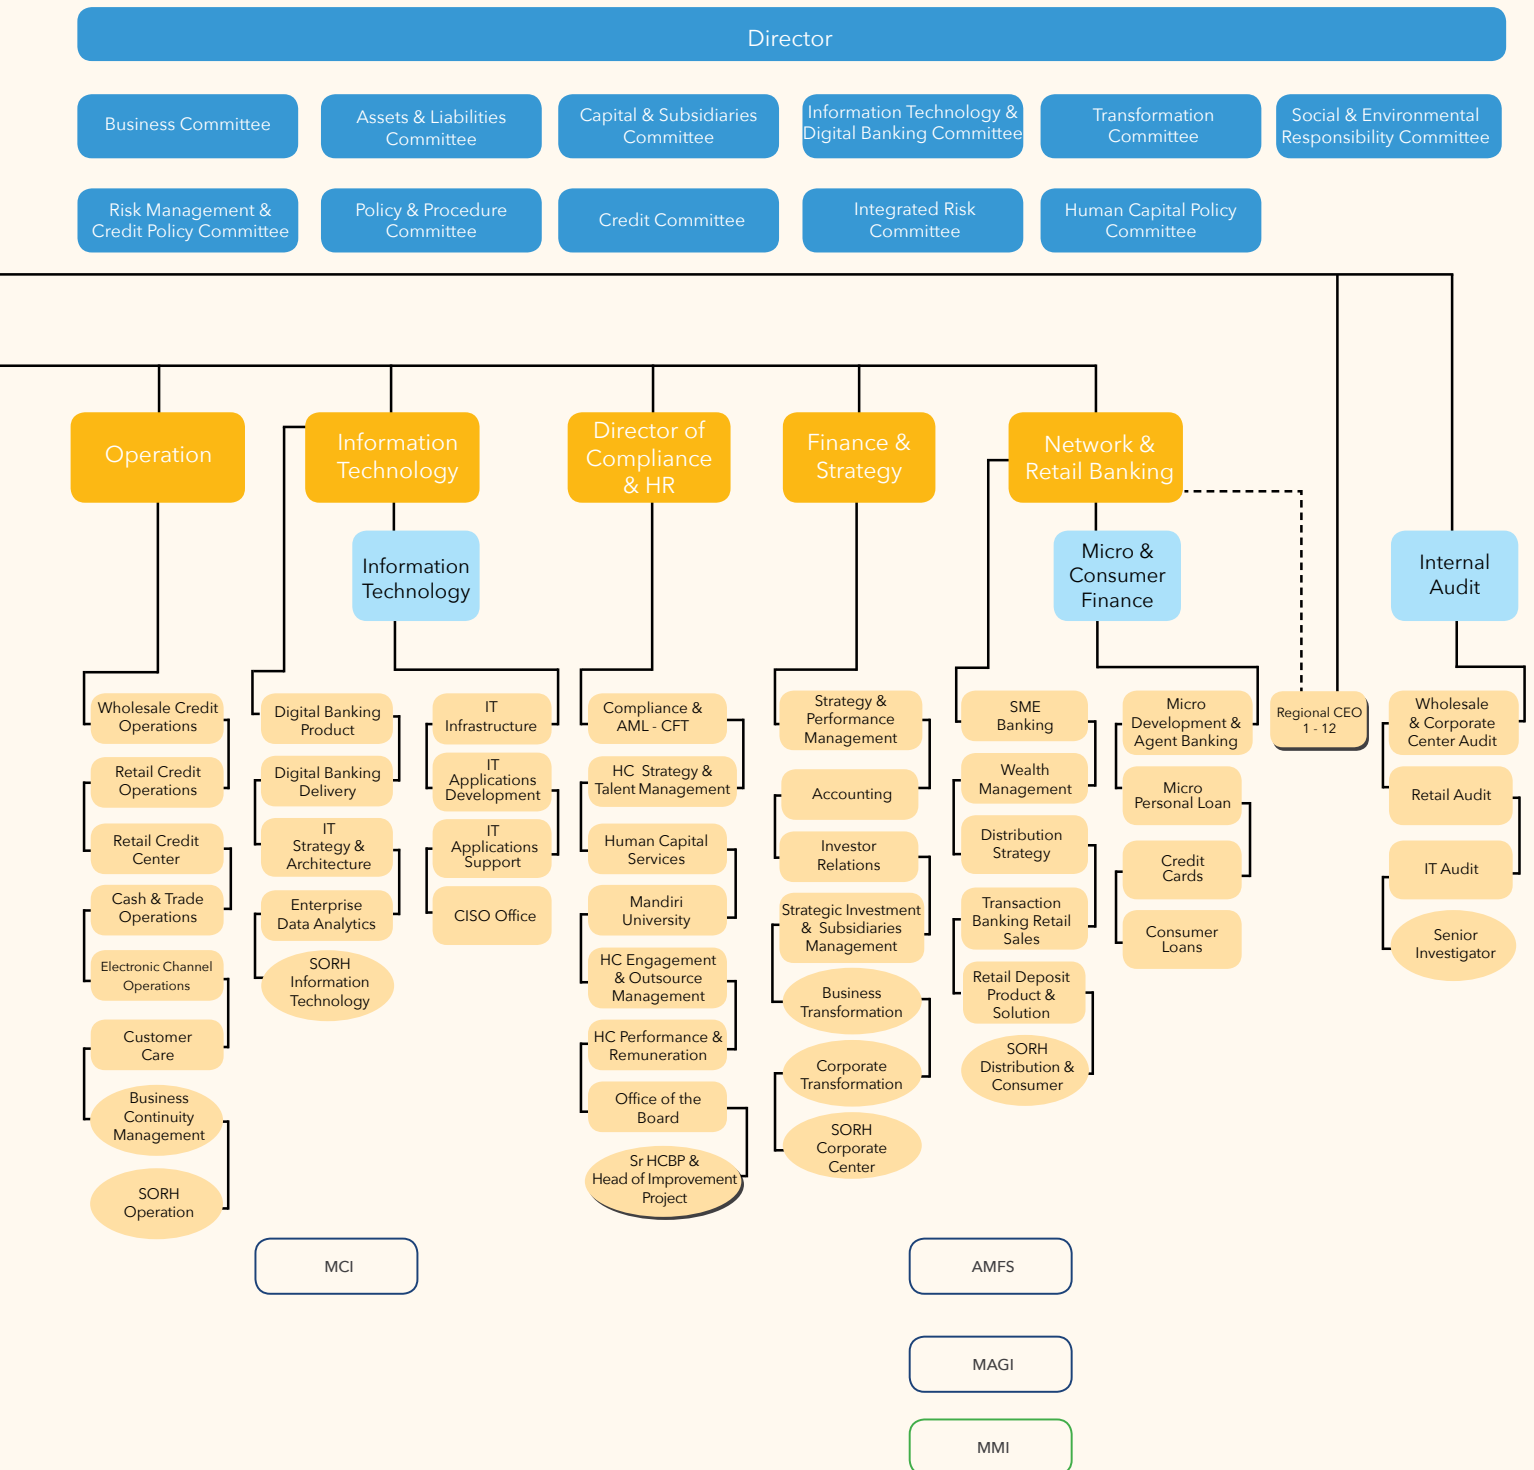 Director
Business Committee
Assets & Liabilities
Committee
Capital & Subsidiaries
Committee
Information Technology &
Digital Banking Committee
Transformation
Committee
Social & Environmental
Responsibility Committee
Risk Management &
Credit Policy Committee
Policy & Procedure
Committee
Credit Committee
Integrated Risk
Committee
Human Capital Policy
Committee
Operation
Information
Technology
Director of
Compliance
& HR
Finance &
Strategy
Network &
Retail Banking
Information
Technology
Micro &
Consumer
Finance
Internal
Audit
Wholesale Credit
Operations
Retail Credit
Operations
Retail Credit
Center
Cash & Trade
Operations
Electronic Channel
Operations
Customer
Care
Business
Continuity
Management
SORH
Operation
Digital Banking
Product
Digital Banking
Delivery
IT
Strategy &
Architecture
Enterprise
Data Analytics
SORH
Information
Technology
IT
Infrastructure
IT
Applications
Development
IT
Applications
Support
CISO Office
Compliance &
AML - CFT
HC Strategy &
Talent Management
Human Capital
Services
Mandiri
University
HC Engagement
& Outsource
Management
HC Performance &
Remuneration
Office of the
Board
Sr HCBP &
Head of Improvement
Project
Strategy &
Performance
Management
Accounting
Investor
Relations
Strategic Investment
& Subsidiaries
Management
Business
Transformation
Corporate
Transformation
SORH
Corporate
Center
SME
Banking
Wealth
Management
Distribution
Strategy
Transaction
Banking Retail
Sales
Retail Deposit
Product &
Solution
SORH
Distribution &
Consumer
Micro
Development &
Agent Banking
Micro
Personal Loan
Credit
Cards
Consumer
Loans
Regional CEO
1 - 12
Wholesale
& Corporate
Center Audit
Retail Audit
IT Audit
Senior
Investigator
MCI
AMFS
MAGI
MMI